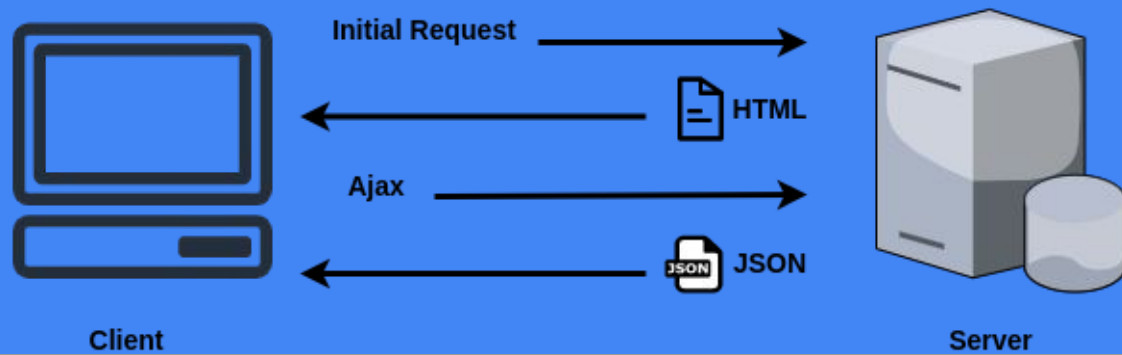 Initial Request
HTML
Ajax
JSON
JSON
Client
Server